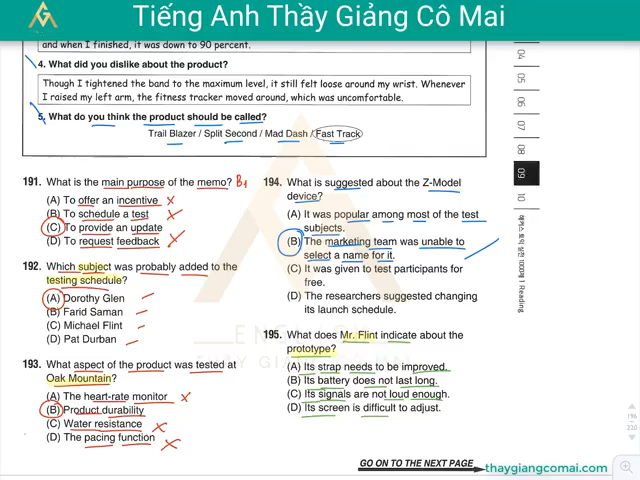 Tiếng Anh Thầy Giảng Cô Mai
and when I finished, it was down to 90 percent.
4. What did you dislike about the product?
Though I tightened the band to the maximum level, it still felt loose around my wrist. Whenever
I raised my left arm, the fitness tracker moved around, which was uncomfortable.
5. What do you think the product should be called?
Trail Blazer / Split Second / Mad Dash / Fast Track
191. What is the main purpose of the memo? B1
(A) To offer an incentive
(B) To schedule a test
(C) To provide an update
(D) To request feedback
192. Which subject was probably added to the
testing schedule?
(A) Dorothy Glen
(B) Farid Saman
(C) Michael Flint
(D) Pat Durban
193. What aspect of the product was tested at
Oak Mountain?
(A) The heart-rate monitor
(B) Product durability
(C) Water resistance
(D) The pacing function
194. What is suggested about the Z-Model
device?
(A) It was popular among most of the test
subjects.
(B) The marketing team was unable to
select a name for it.
(C) It was given to test participants for
free.
(D) The researchers suggested changing
its launch schedule.
195. What does Mr. Flint indicate about the
prototype?
(A) Its strap needs to be improved.
(B) Its battery does not last long.
(C) Its signals are not loud enough.
(D) Its screen is difficult to adjust.
GO ON TO THE NEXT PAGE
thaygiangcomai.com
04
05
06
07
08
09
10
196
220